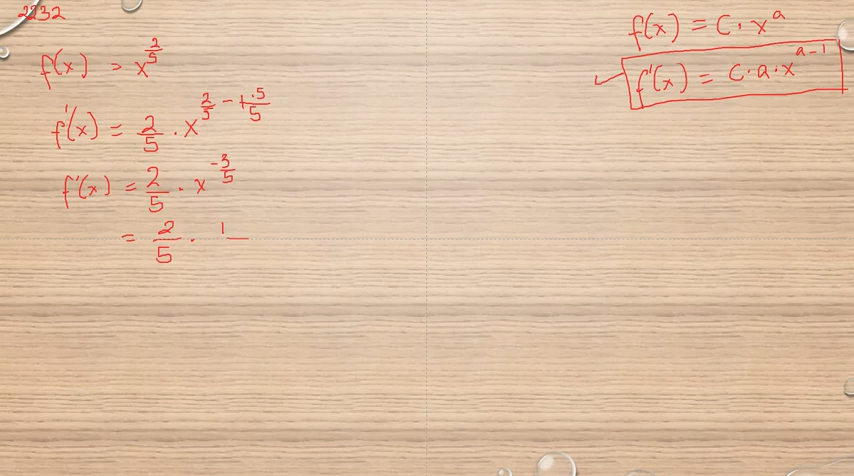 2232
f(x) = x^(2/5)
f'(x) = 2/5 · x^(2/5 - 1·5/5)
f'(x) = 2/5 · x^(-3/5)
= 2/5 · 1/
f(x) = C · x^a
✓ f'(x) = C · a · x^(a-1)